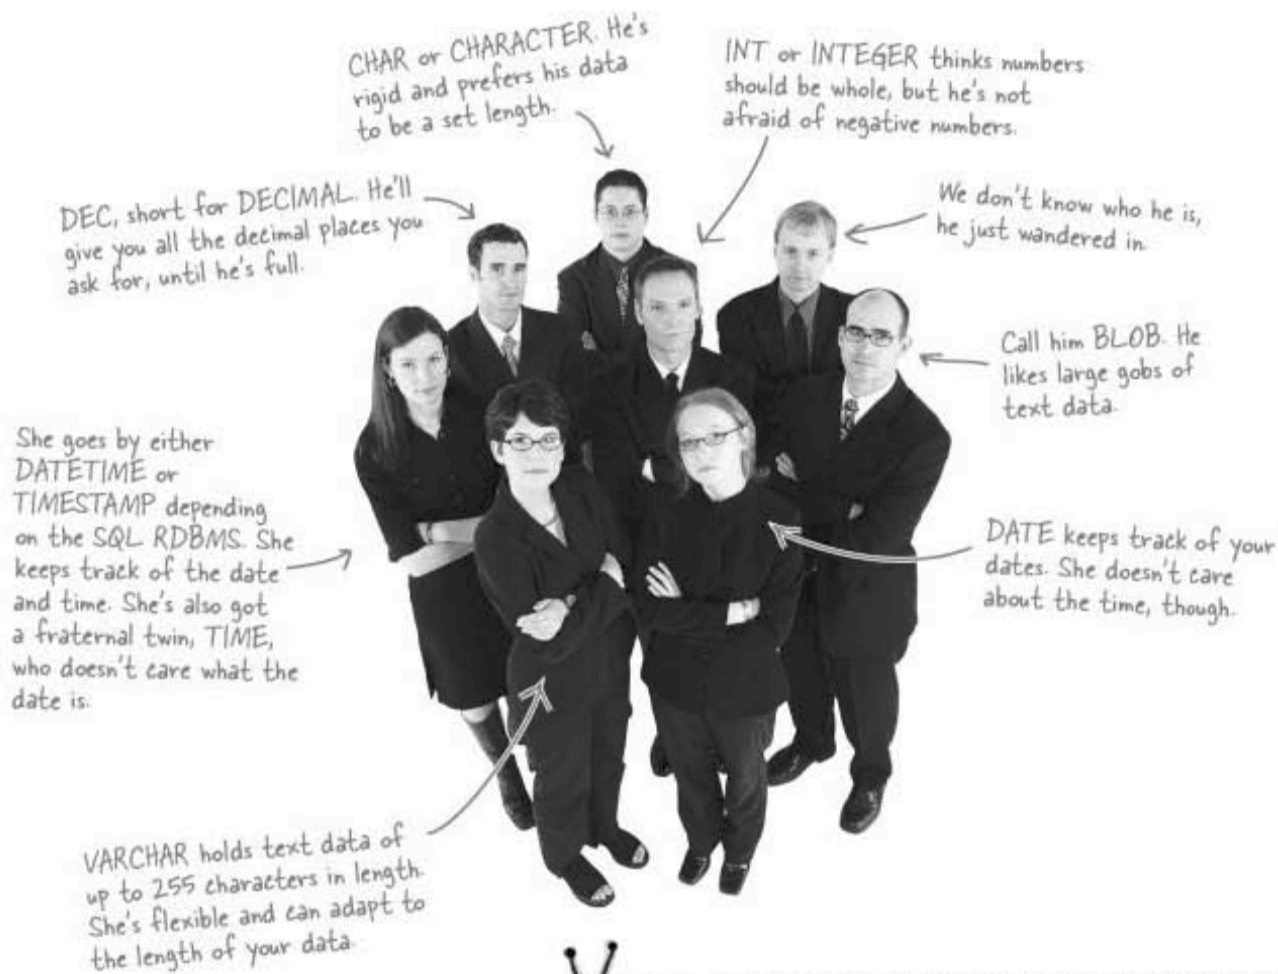 CHAR or CHARACTER. He's
rigid and prefers his data
to be a set length.
INT or INTEGER thinks numbers
should be whole, but he's not
afraid of negative numbers.
DEC, short for DECIMAL. He'll
give you all the decimal places you
ask for, until he's full.
We don't know who he is,
he just wandered in.
Call him BLOB. He
likes large gobs of
text data.
She goes by either
DATETIME or
TIMESTAMP depending
on the SQL RDBMS. She
keeps track of the date
and time. She's also got
a fraternal twin, TIME,
who doesn't care what the
date is.
DATE keeps track of your
dates. She doesn't care
about the time, though.
VARCHAR holds text data of
up to 255 characters in length.
She's flexible and can adapt to
the length of your data.